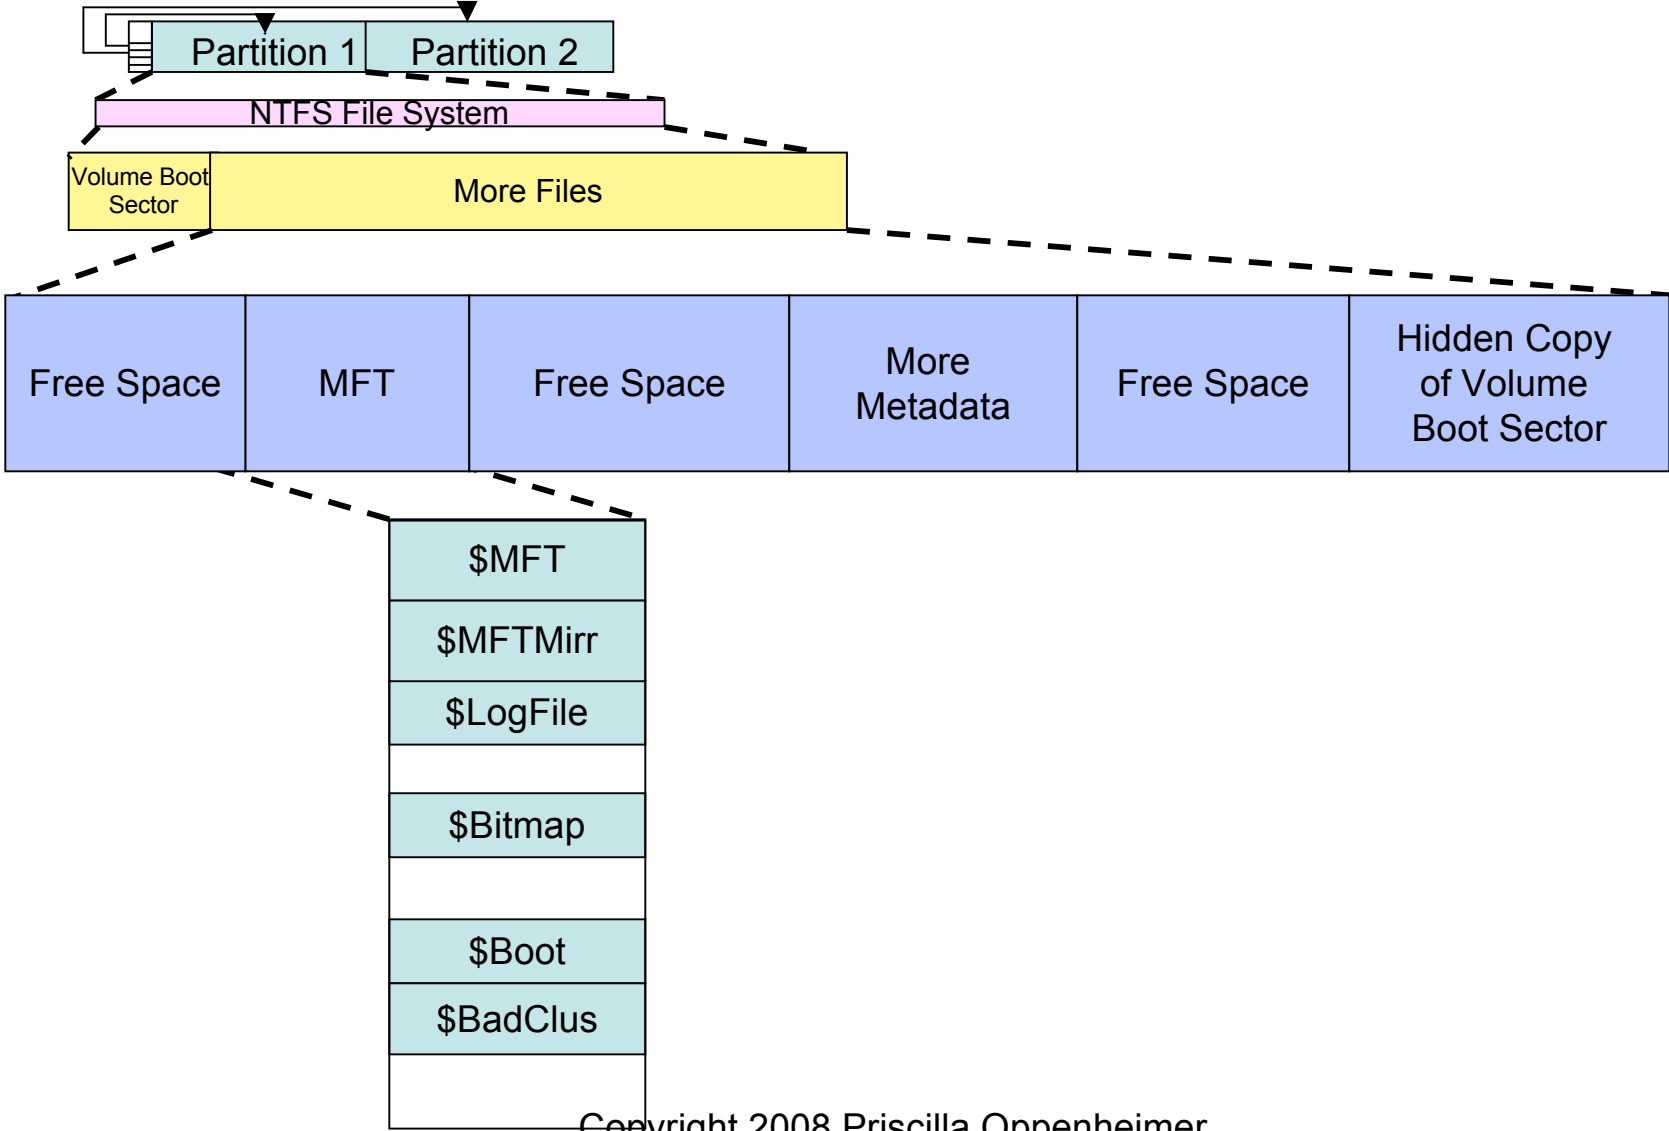 Partition 1
Partition 2
NTFS File System
Volume Boot
Sector
More Files
Free Space
MFT
Free Space
More
Metadata
Free Space
Hidden Copy
of Volume
Boot Sector
$MFT
$MFTMirr
$LogFile
$Bitmap
$Boot
$BadClus
Copyright 2008 Priscilla Oppenheimer